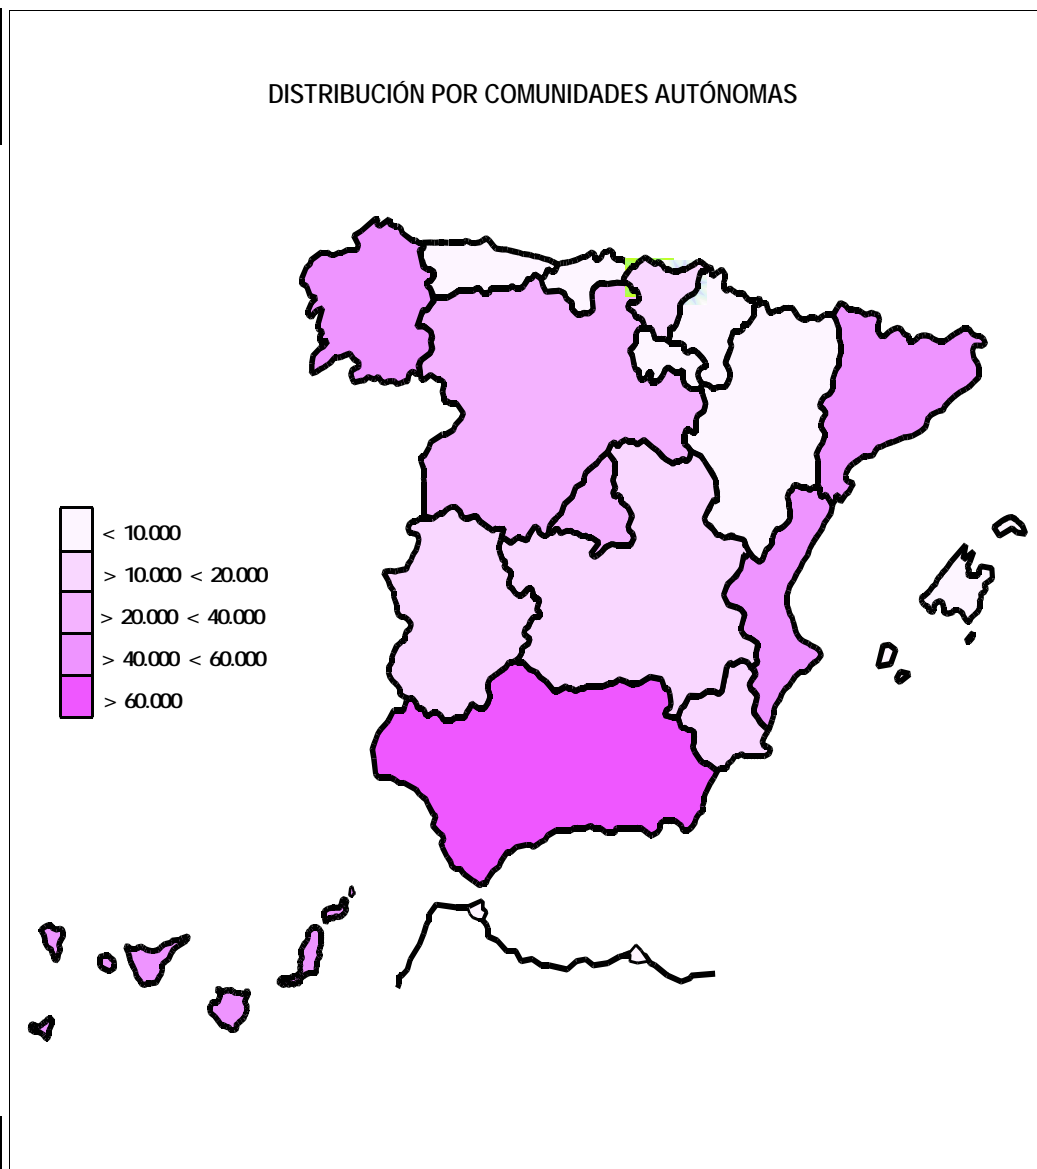 DISTRIBUCIÓN POR COMUNIDADES AUTÓNOMAS
< 10.000
> 10.000 < 20.000
> 20.000 < 40.000
> 40.000 < 60.000
> 60.000